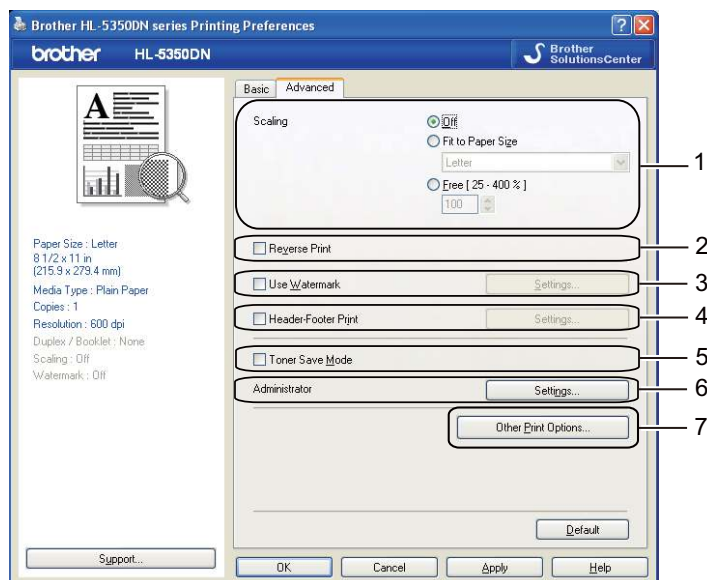 Brother HL-5350DN series Printing Preferences
brother HL-5350DN
Brother SolutionsCenter
Basic Advanced
A
Scaling
Off
Fit to Paper Size
Letter
Free [ 25 - 400 % ]
100
1
Paper Size : Letter
8 1/2 x 11 in
(215.9 x 279.4 mm)
Media Type : Plain Paper
Copies : 1
Resolution : 600 dpi
Duplex / Booklet : None
Scaling : Off
Watermark : Off
Reverse Print
2
Use Watermark Settings...
3
Header-Footer Print Settings...
4
Toner Save Mode
5
Administrator Settings...
6
Other Print Options...
7
Default
Support...
OK Cancel Apply Help